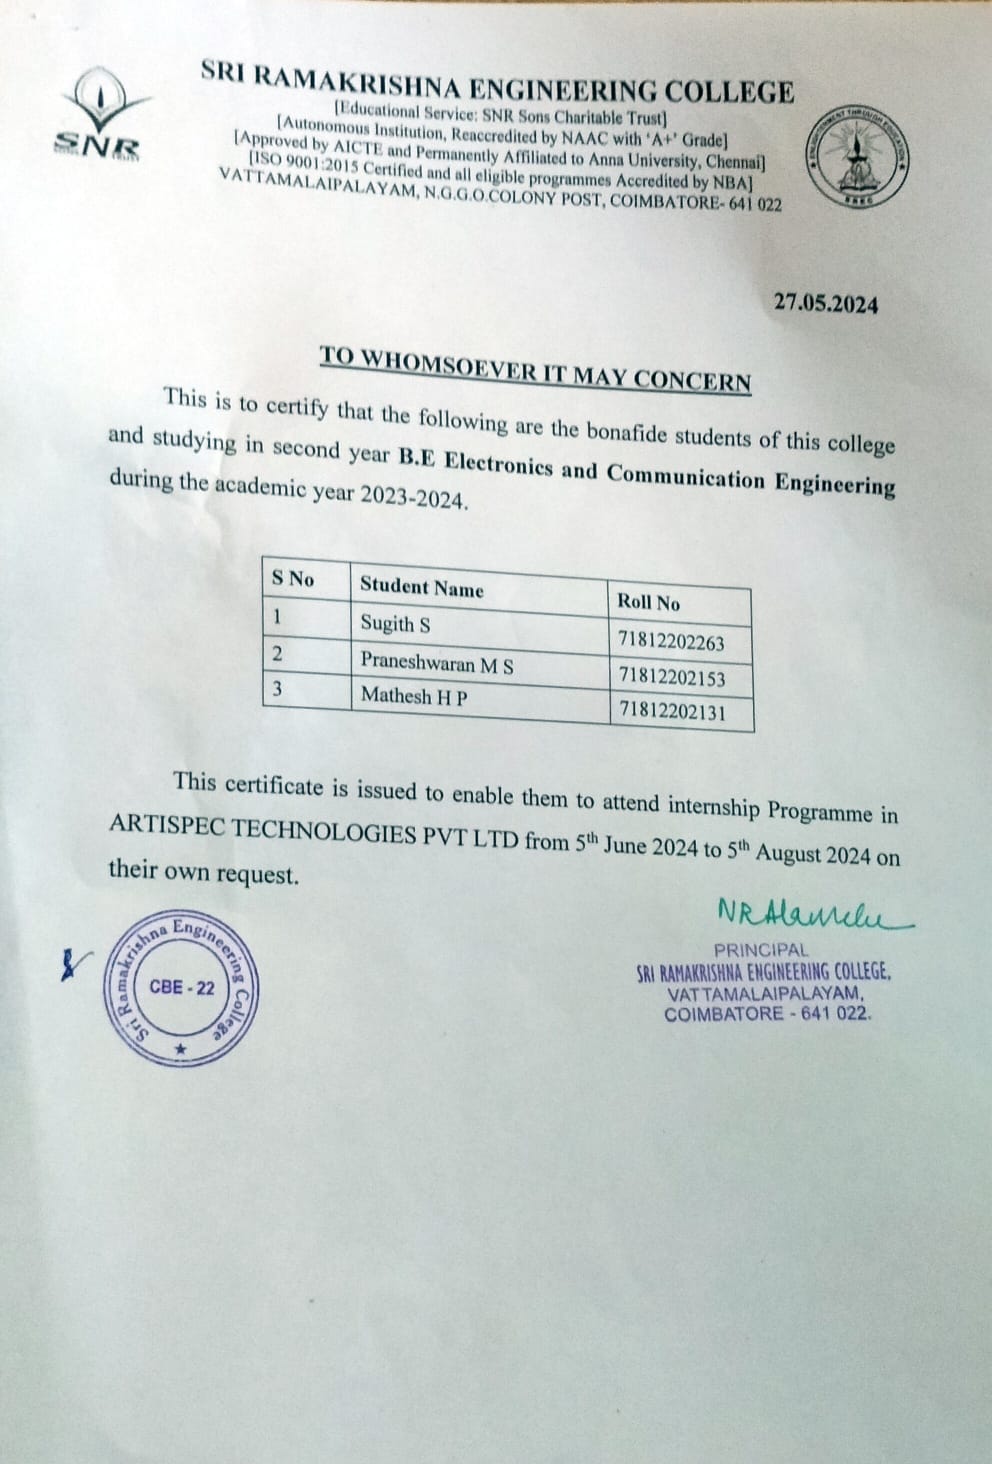 SNR
SRI RAMAKRISHNA ENGINEERING COLLEGE
[Educational Service: SNR Sons Charitable Trust]
[Autonomous Institution, Reaccredited by NAAC with ‘A+’ Grade]
[Approved by AICTE and Permanently Affiliated to Anna University, Chennai]
[ISO 9001:2015 Certified and all eligible programmes Accredited by NBA]
VATTAMALAIPALAYAM, N.G.G.O.COLONY POST, COIMBATORE- 641 022
ENLIGHTENMENT THROUGH EDUCATION
SREC
27.05.2024
TO WHOMSOEVER IT MAY CONCERN
This is to certify that the following are the bonafide students of this college
and studying in second year B.E Electronics and Communication Engineering
during the academic year 2023-2024.
S No Student Name Roll No
1 Sugith S 71812202263
2 Praneshwaran M S 71812202153
3 Mathesh H P 71812202131
This certificate is issued to enable them to attend internship Programme in
ARTISPEC TECHNOLOGIES PVT LTD from 5th June 2024 to 5th August 2024 on
their own request.
NRAlamelu
PRINCIPAL
SRI RAMAKRISHNA ENGINEERING COLLEGE,
VATTAMALAIPALAYAM,
COIMBATORE - 641 022.
Sri Ramakrishna Engineering College
CBE - 22